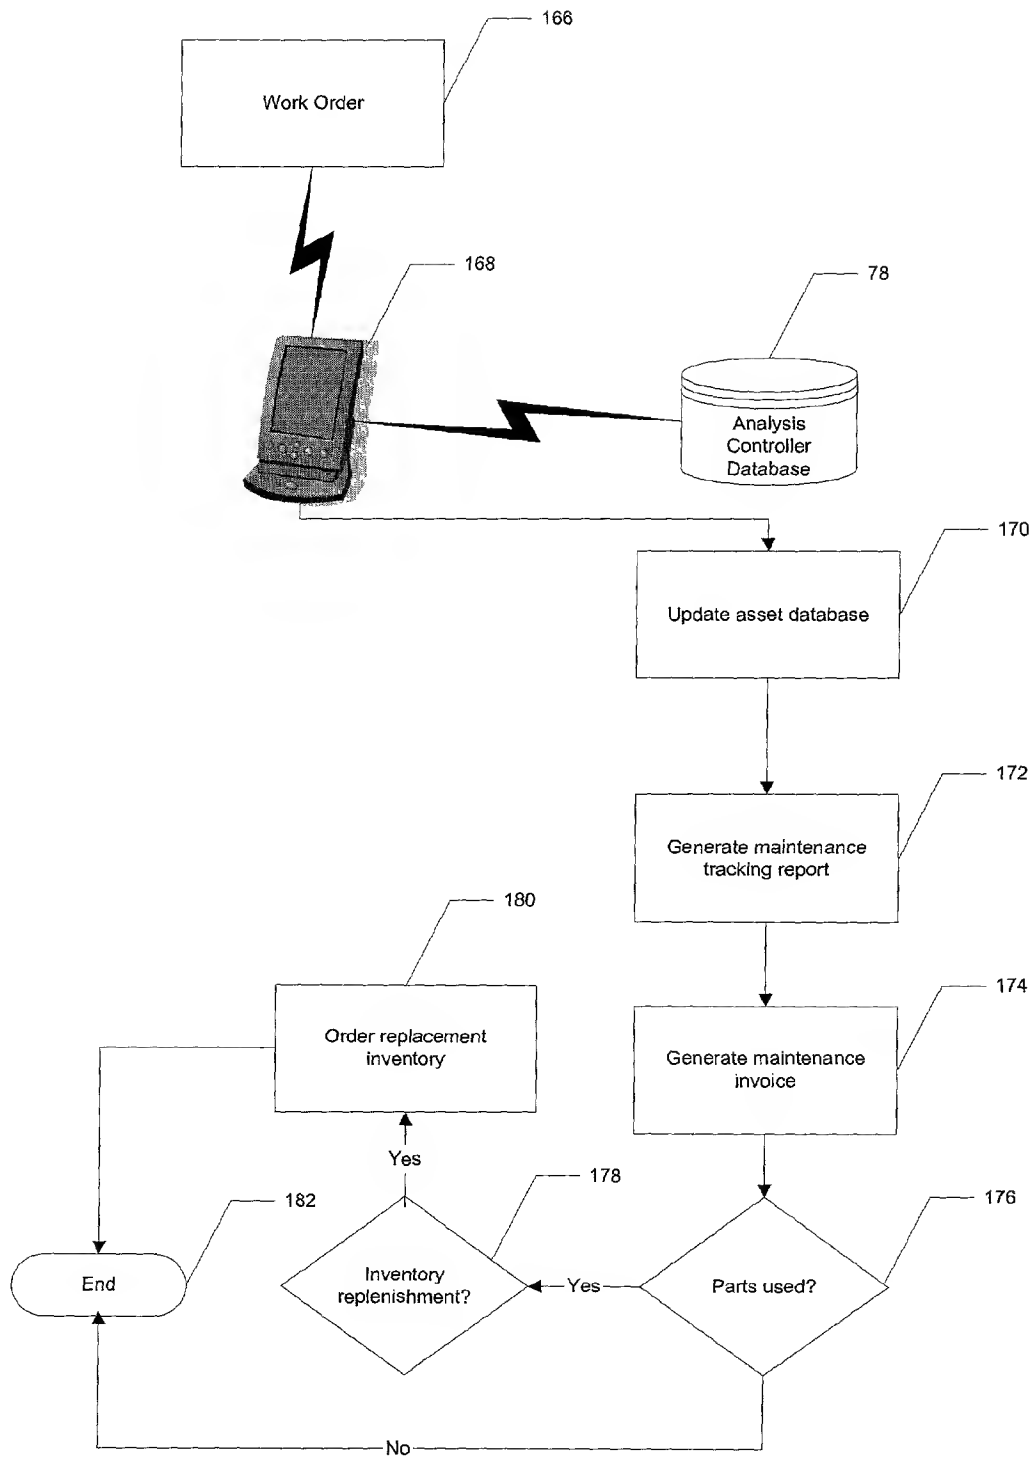 166
Work Order
168
78
Analysis
Controller
Database
170
Update asset database
172
Generate maintenance
tracking report
180
174
Order replacement
inventory
Generate maintenance
invoice
Yes
178
176
182
End
Inventory
replenishment?
Yes
Parts used?
No